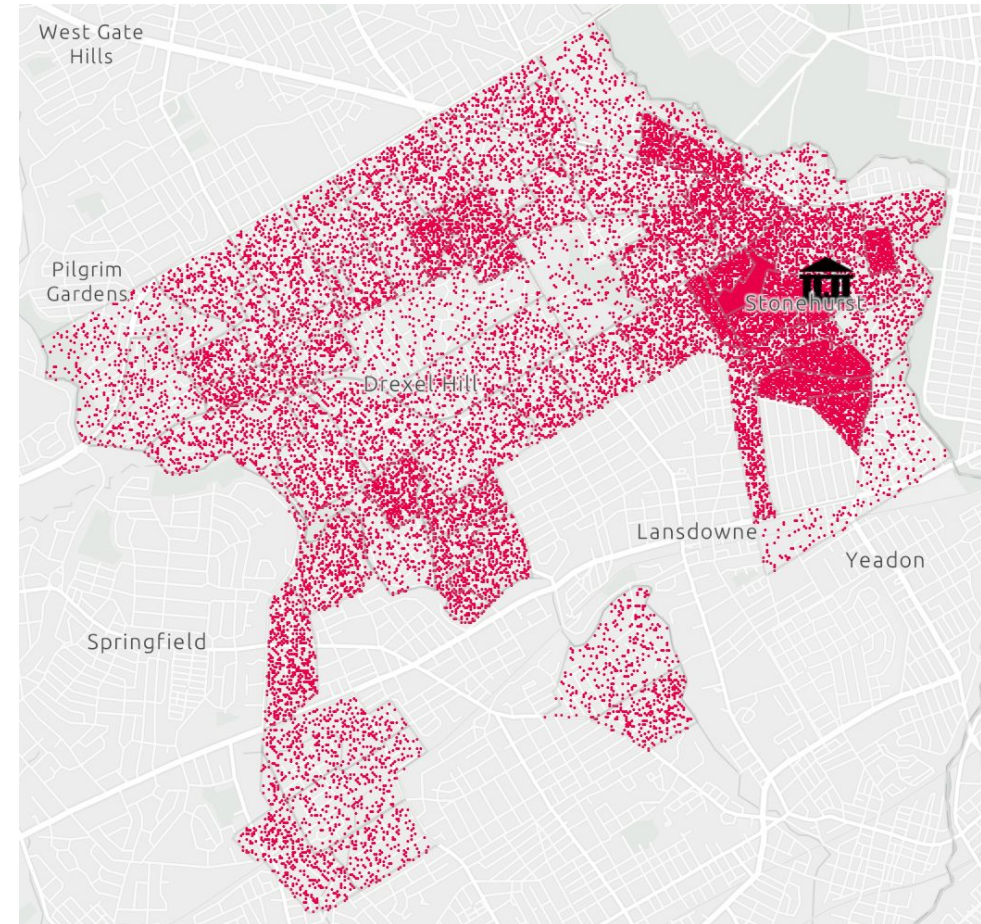 West Gate
Hills
Pilgrim
Gardens
Stonehurst
Drexel Hill
Lansdowne
Yeadon
Springfield